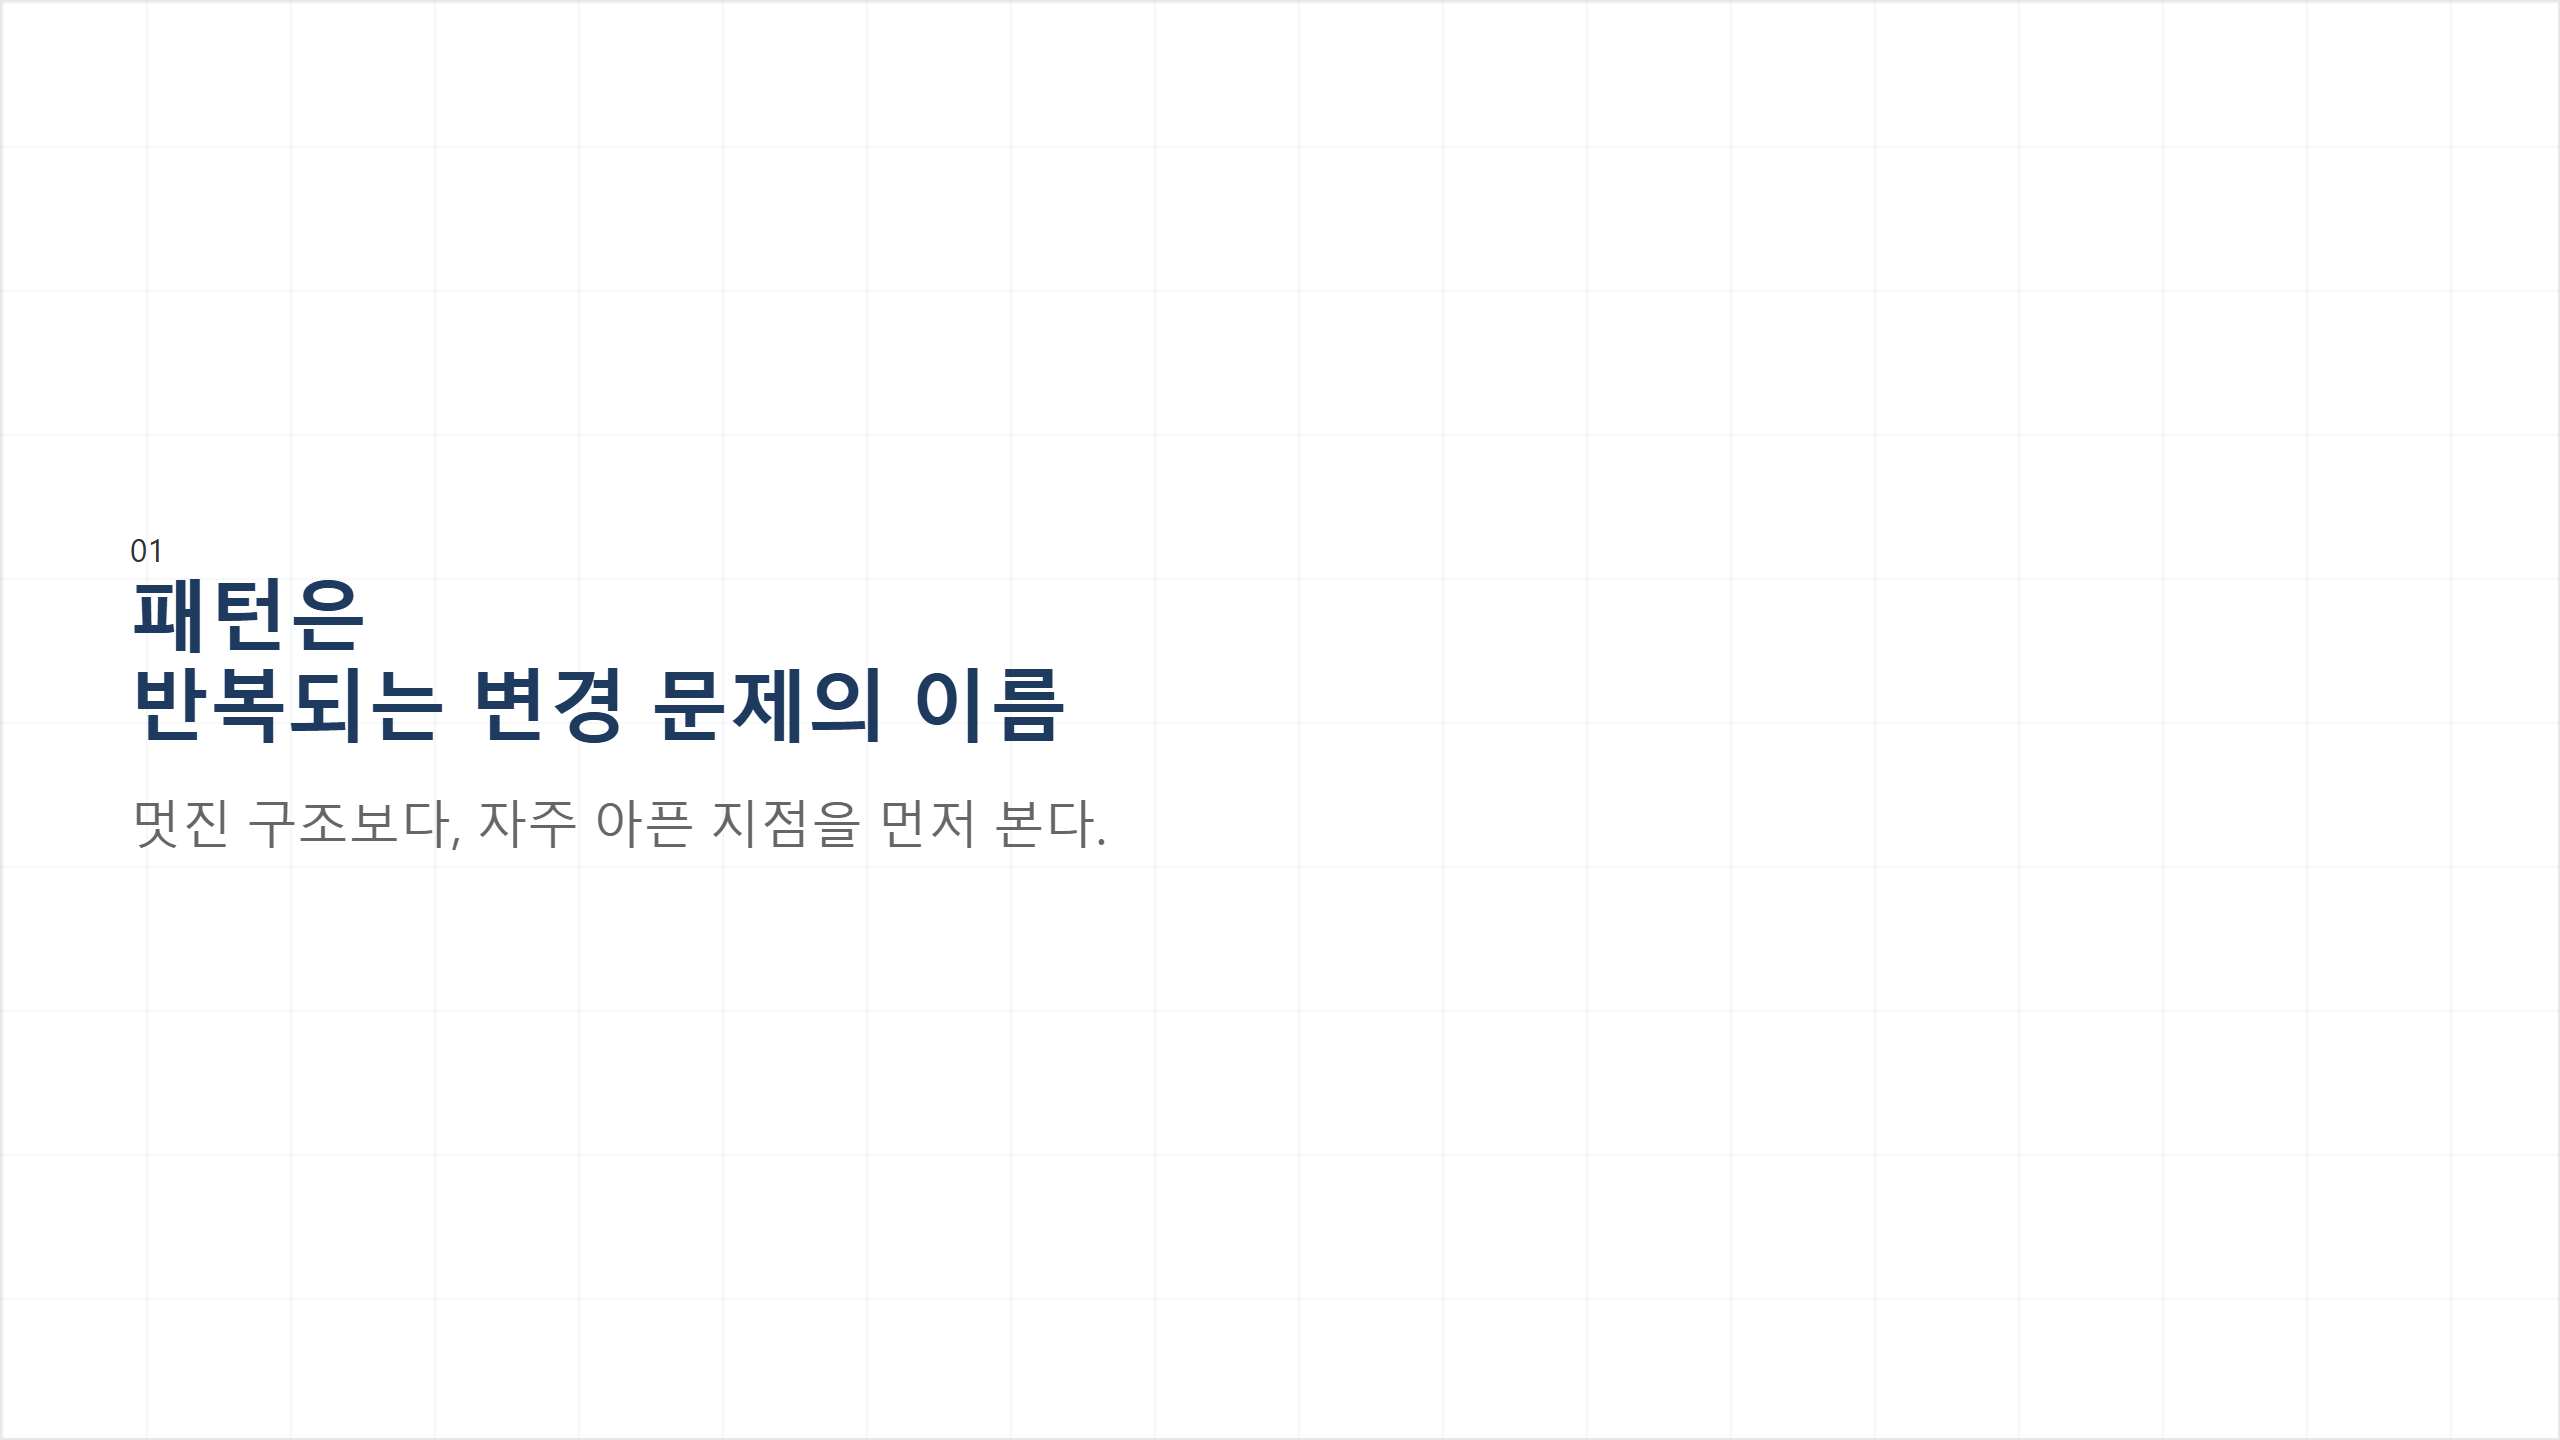 01
패턴은
반복되는 변경 문제의 이름
멋진 구조보다, 자주 아픈 지점을 먼저 본다.